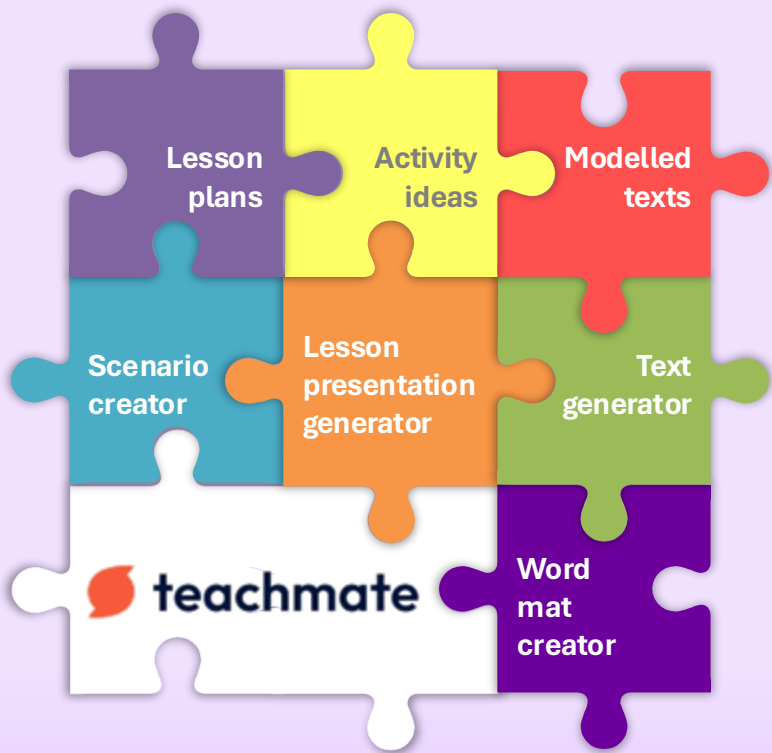 Lesson
plans
Activity
ideas
Modelled
texts
Scenario
creator
Lesson
presentation
generator
Text
generator
teachmate
Word
mat
creator